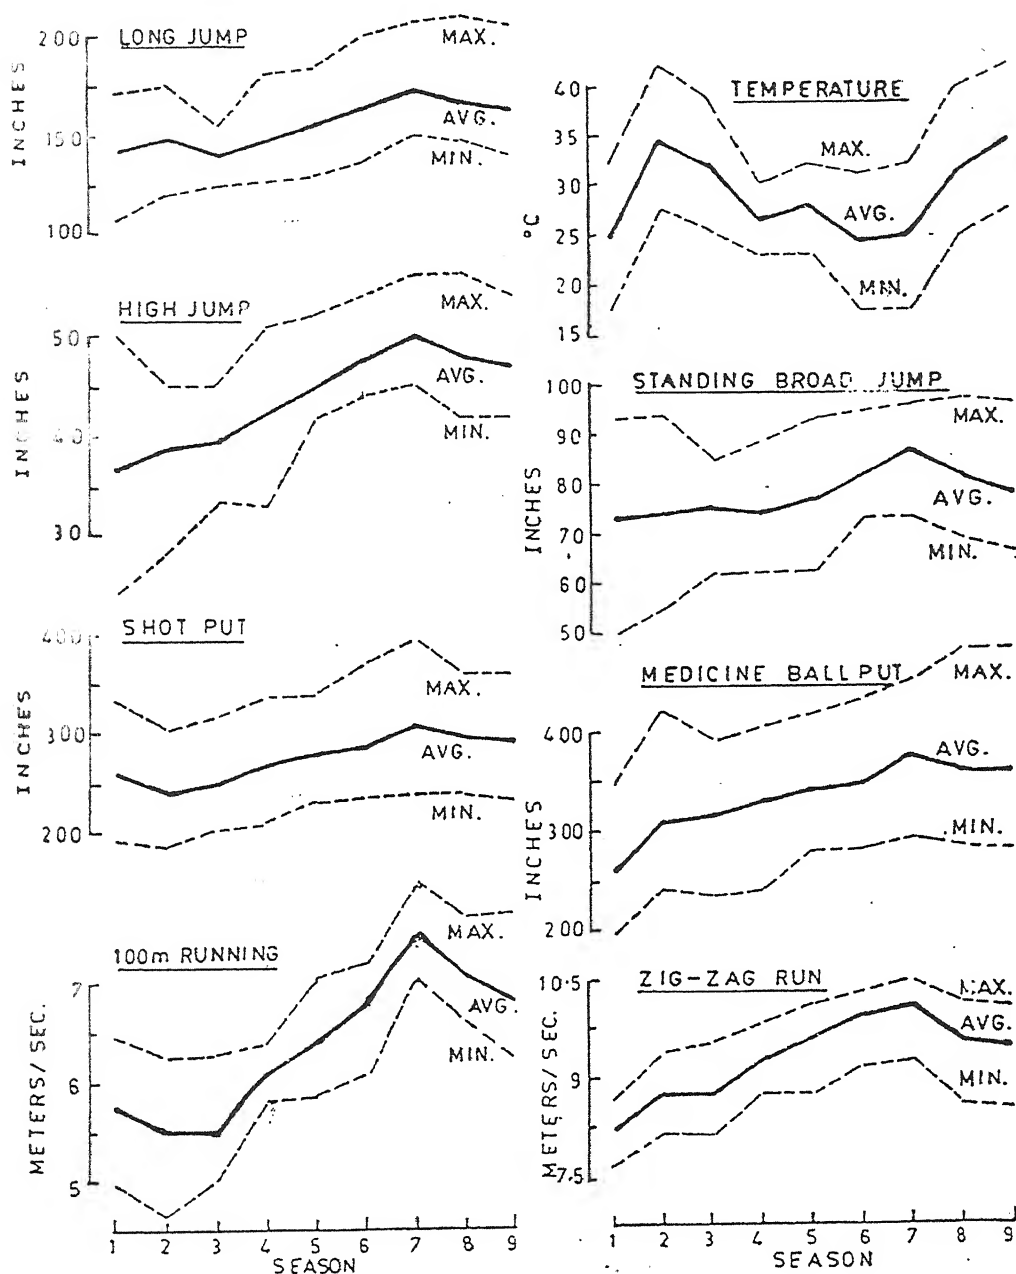 LONG JUMP
200
150
100
INCHES
MAX.
AVG.
MIN.
HIGH JUMP
50
40
30
INCHES
MAX.
AVG.
MIN.
SHOT PUT
400
300
200
INCHES
MAX.
AVG.
MIN.
100m RUNNING
7
6
5
METERS/SEC.
MAX.
AVG.
MIN.
1 2 3 4 5 6 7 8 9
SEASON
TEMPERATURE
40
35
30
25
20
15
°C
MAX.
AVG.
MIN.
STANDING BROAD JUMP
100
90
80
70
60
50
INCHES
MAX.
AVG.
MIN.
MEDICINE BALL PUT
400
300
200
INCHES
MAX.
AVG.
MIN.
ZIG-ZAG RUN
10.5
9
7.5
METERS/SEC.
MAX.
AVG.
MIN.
1 2 3 4 5 6 7 8 9
SEASON